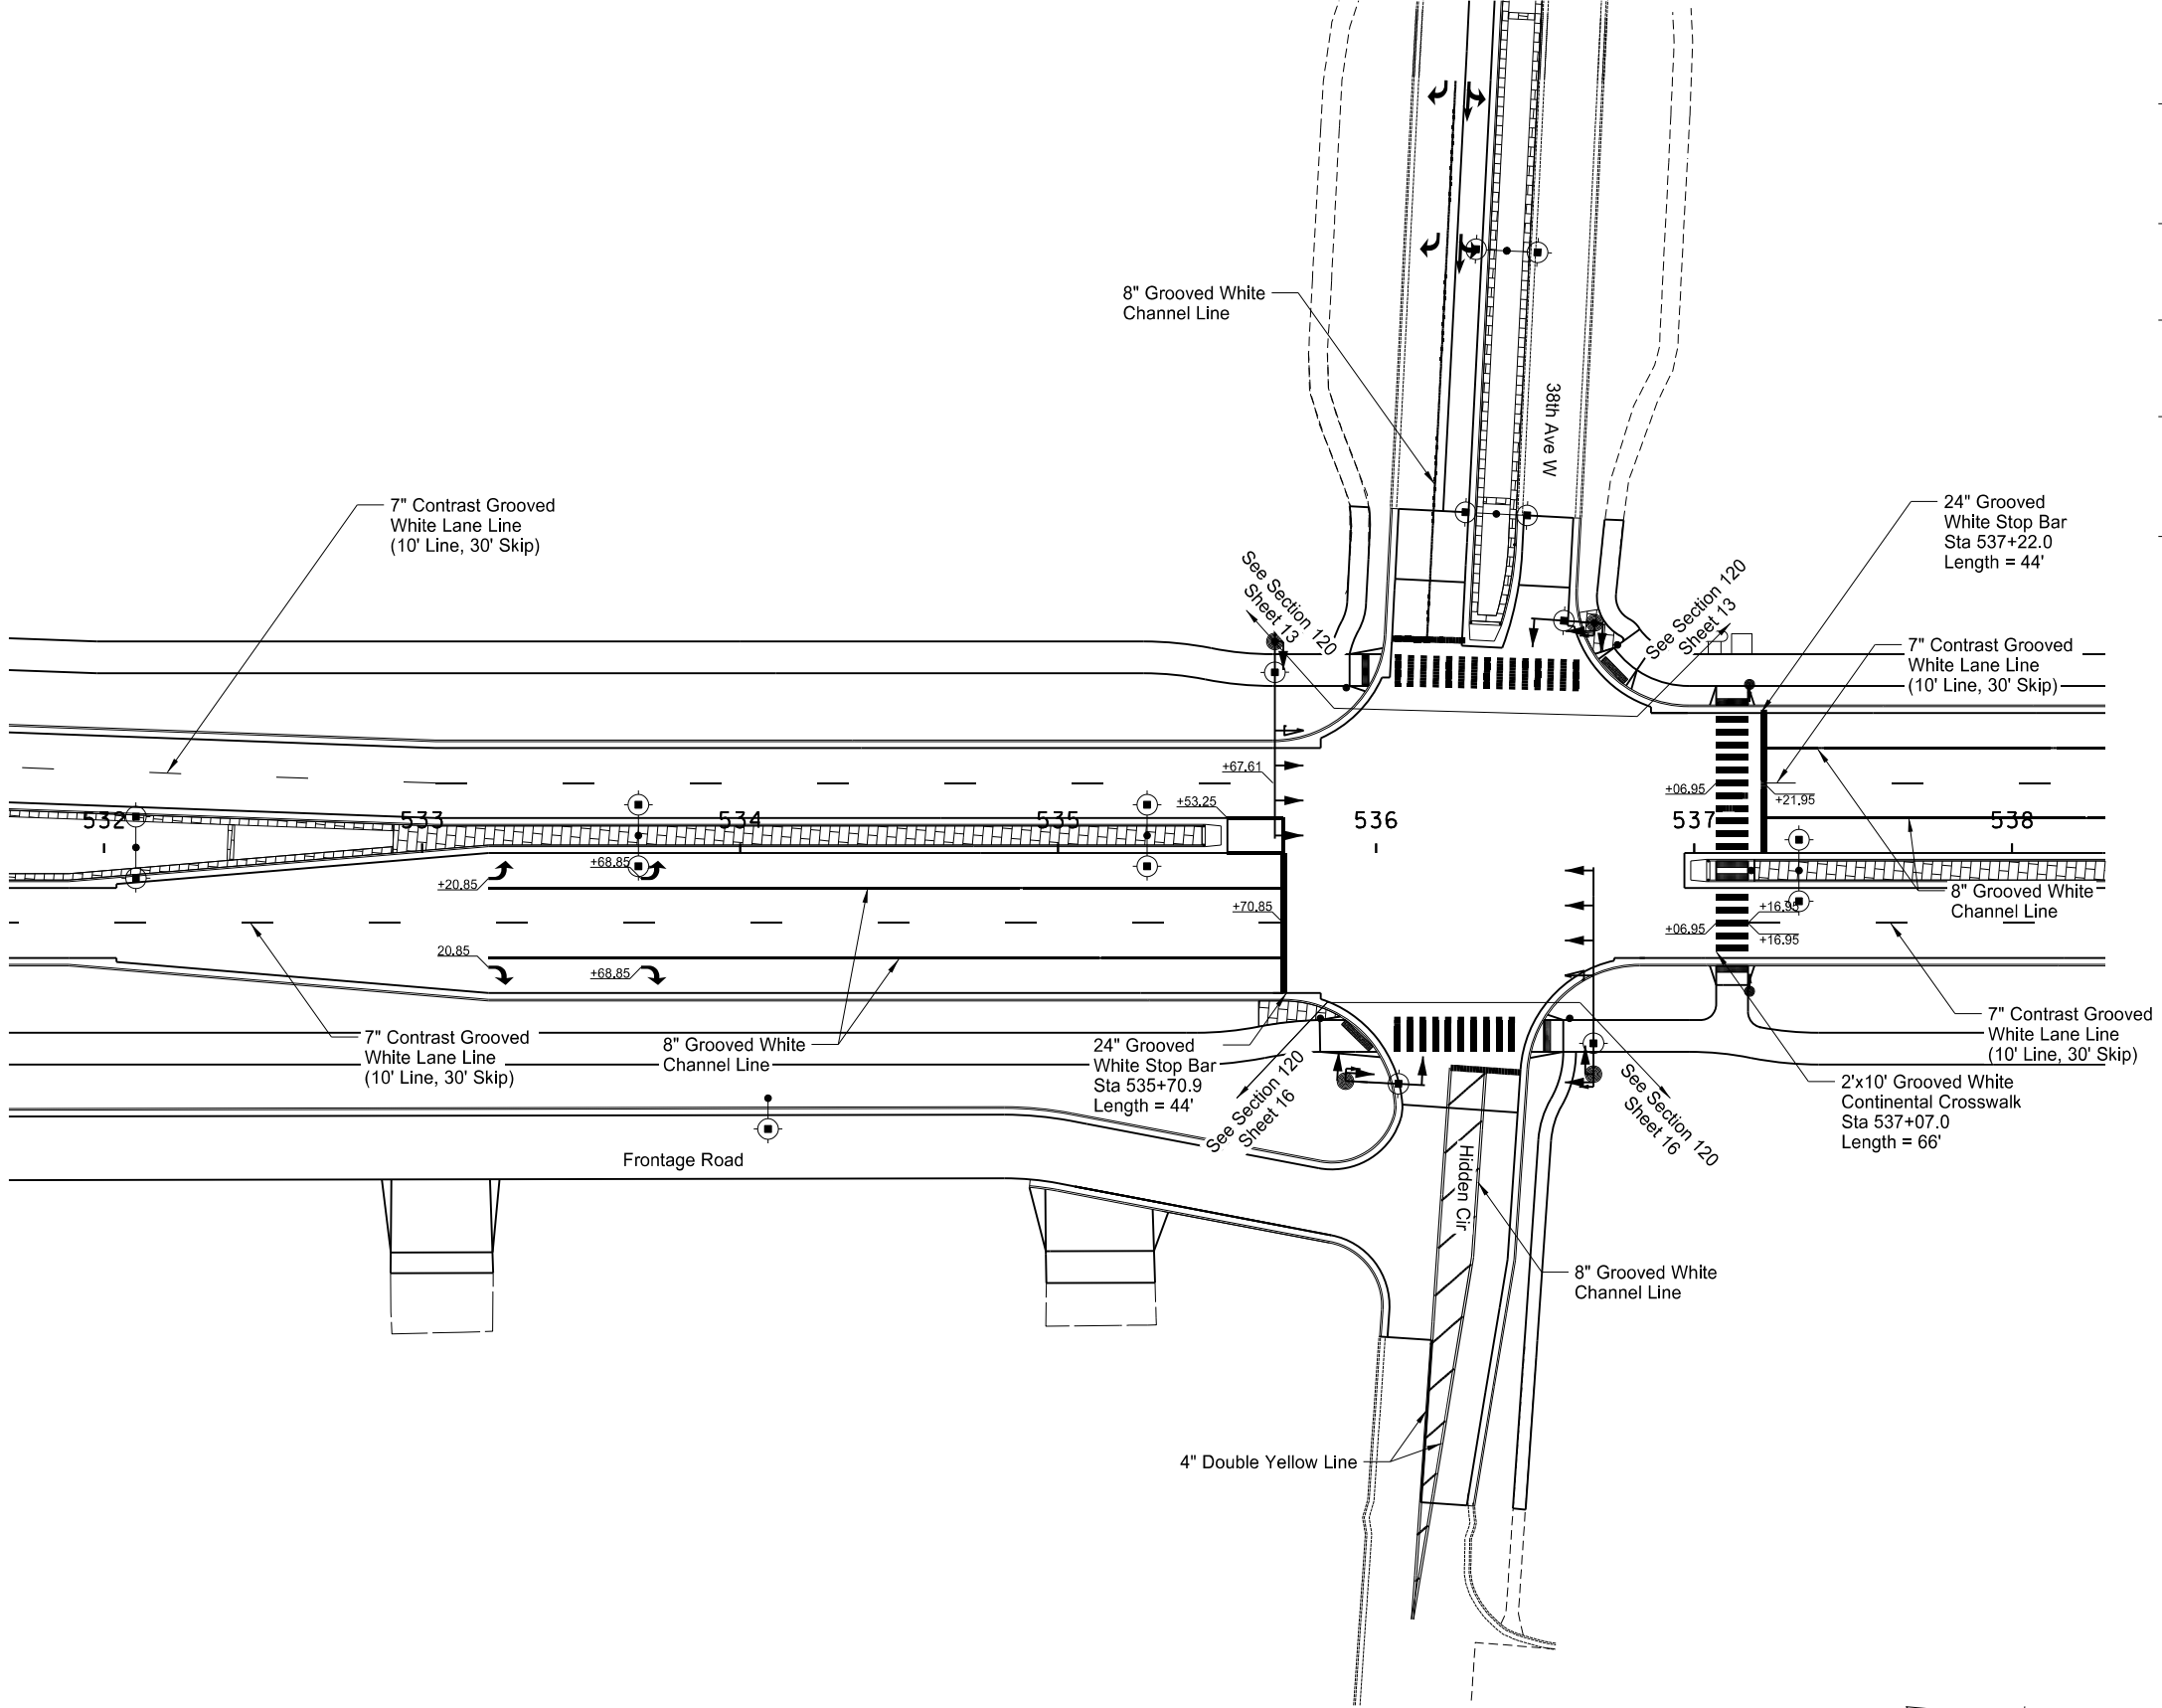 8" Grooved White
Channel Line
38th Ave W
7" Contrast Grooved
White Lane Line
(10' Line, 30' Skip)
24" Grooved
White Stop Bar
Sta 537+22.0
Length = 44'
See Section 120
Sheet 13
See Section 120
Sheet 13
7" Contrast Grooved
White Lane Line
(10' Line, 30' Skip)
+67.61
+53.25
+06.95
+21.95
532
533
534
535
536
537
538
+20.85
+68.85
+70.85
+06.95
+16.95
+16.95
8" Grooved White
Channel Line
20.85
+68.85
7" Contrast Grooved
White Lane Line
(10' Line, 30' Skip)
8" Grooved White
Channel Line
24" Grooved
White Stop Bar
Sta 535+70.9
Length = 44'
See Section 120
Sheet 16
See Section 120
Sheet 16
7" Contrast Grooved
White Lane Line
(10' Line, 30' Skip)
2'x10' Grooved White
Continental Crosswalk
Sta 537+07.0
Length = 66'
Frontage Road
Hidden Cir
8" Grooved White
Channel Line
4" Double Yellow Line